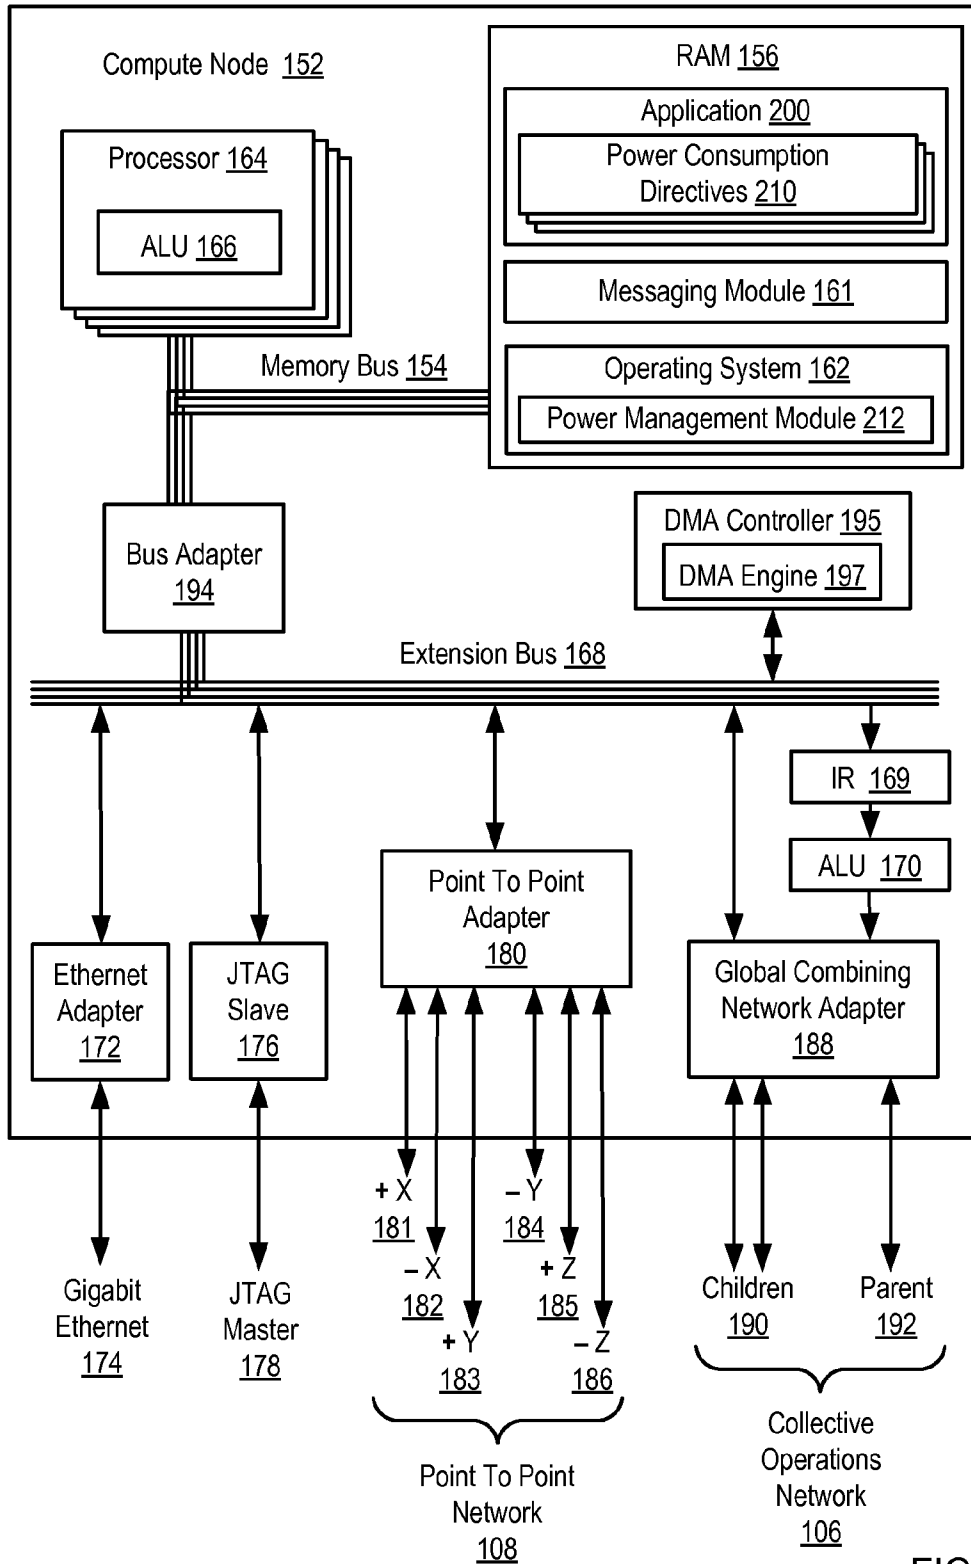 Compute Node 152
RAM 156
Application 200
Power Consumption
Directives 210
Processor 164
ALU 166
Messaging Module 161
Memory Bus 154
Operating System 162
Power Management Module 212
Bus Adapter
194
DMA Controller 195
DMA Engine 197
Extension Bus 168
IR 169
ALU 170
Point To Point
Adapter
180
Ethernet
Adapter
172
JTAG
Slave
176
Global Combining
Network Adapter
188
+ X
181
– Y
184
– X
182
+ Z
185
+ Y
183
– Z
186
Gigabit
Ethernet
174
JTAG
Master
178
Children
190
Parent
192
Point To Point
Network
108
Collective
Operations
Network
106
FIG